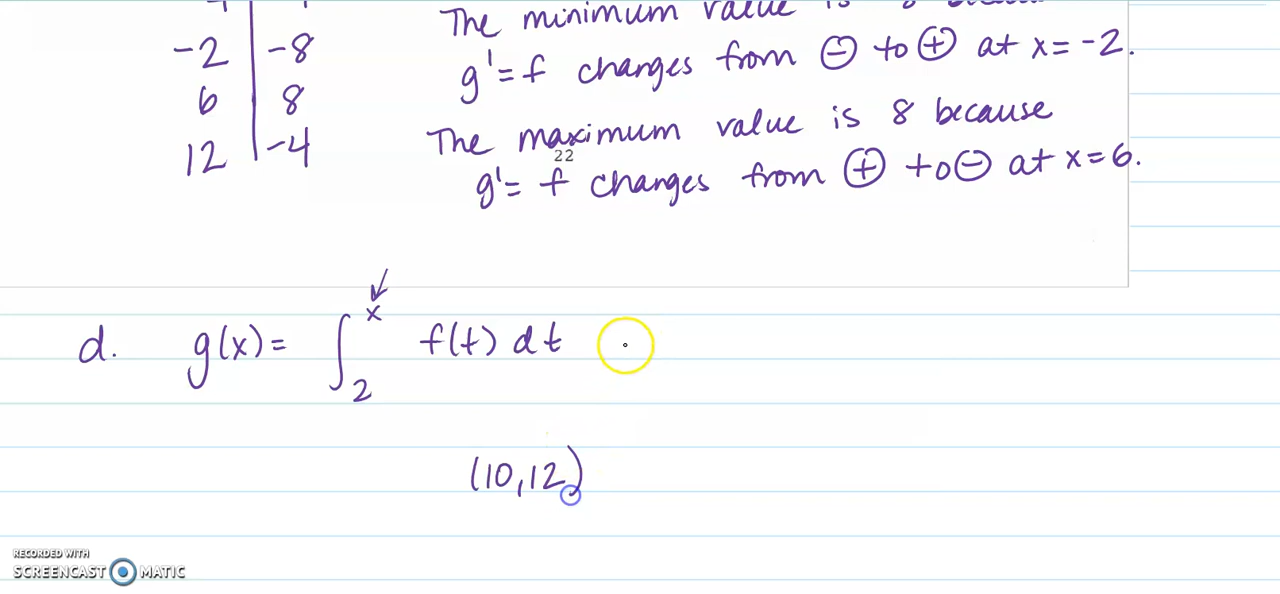 The minimum value is 8
-2 | -8
g' = f changes from ⊖ to ⊕ at x = -2.
6 | 8
The maximum value is 8 because
12 | -4
22
g' = f changes from ⊕ to ⊖ at x = 6.
d. g(x) = ∫₂ˣ f(t) dt
(10, 12)
RECORDED WITH
SCREENCAST MATIC